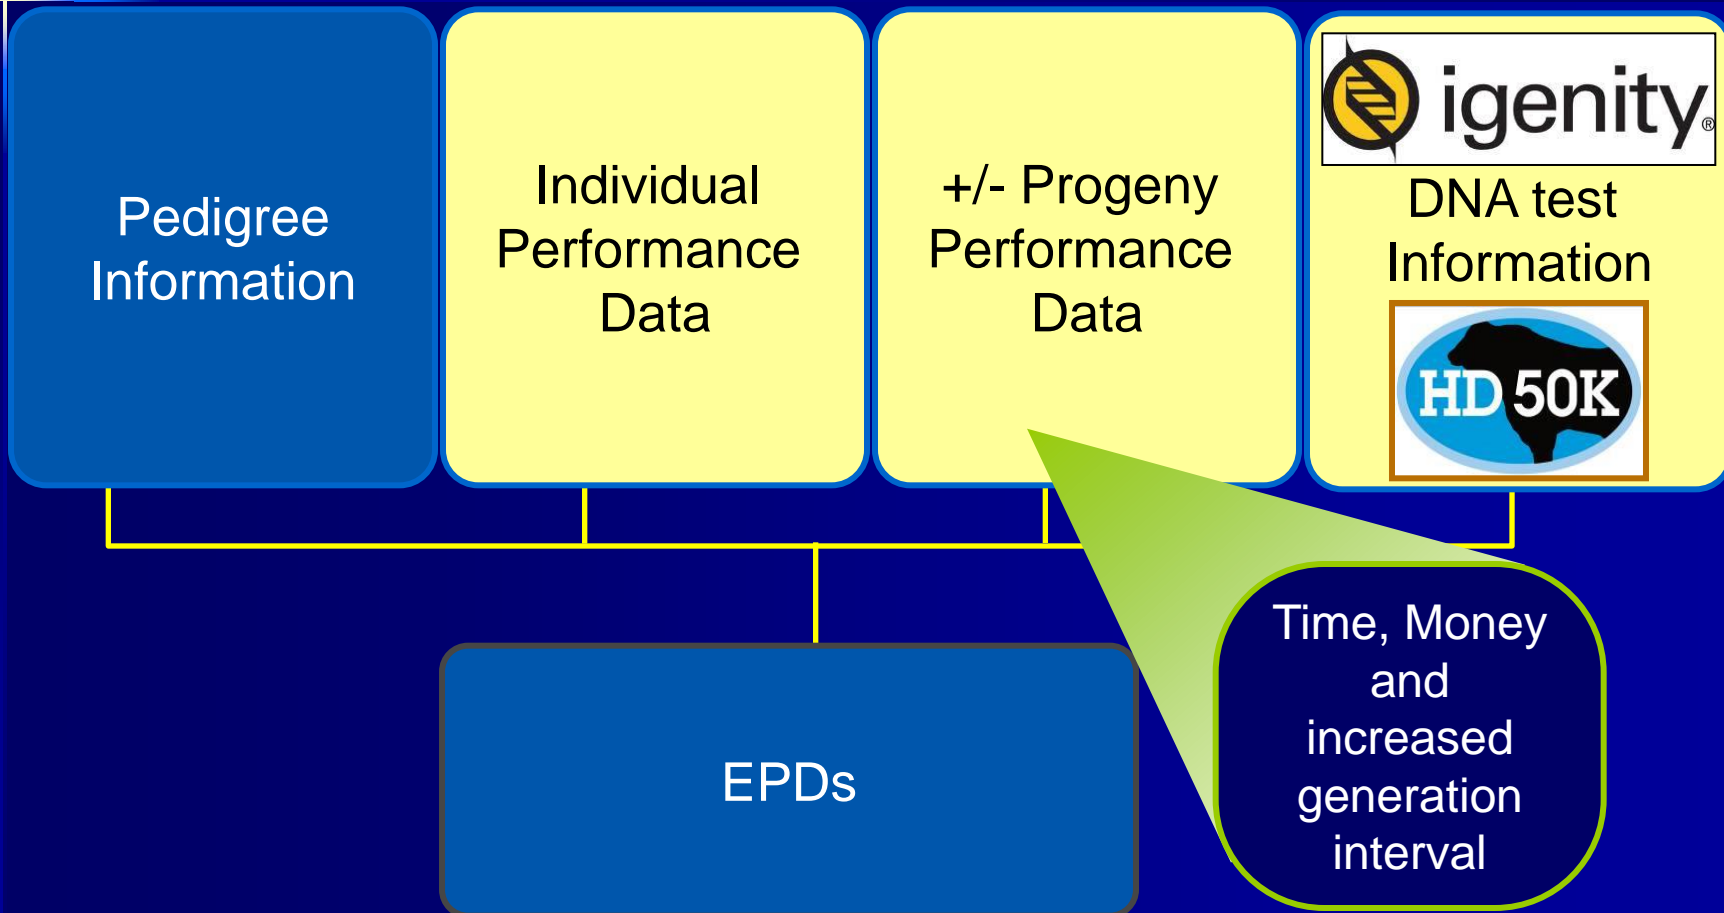 Pedigree
Information
Individual
Performance
Data
+/- Progeny
Performance
Data
igenity®
DNA test
Information
HD 50K
EPDs
Time, Money
and
increased
generation
interval